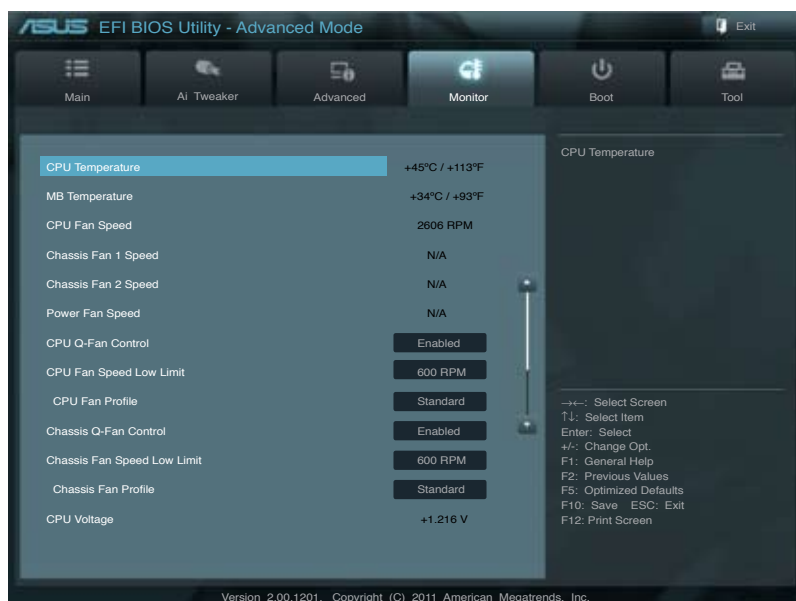 ASUS EFI BIOS Utility - Advanced Mode
Exit
Main
Ai Tweaker
Advanced
Monitor
Boot
Tool
CPU Temperature +45ºC / +113ºF
MB Temperature +34ºC / +93ºF
CPU Fan Speed 2606 RPM
Chassis Fan 1 Speed N/A
Chassis Fan 2 Speed N/A
Power Fan Speed N/A
CPU Q-Fan Control Enabled
CPU Fan Speed Low Limit 600 RPM
CPU Fan Profile Standard
Chassis Q-Fan Control Enabled
Chassis Fan Speed Low Limit 600 RPM
Chassis Fan Profile Standard
CPU Voltage +1.216 V
CPU Temperature
→←: Select Screen
↑↓: Select Item
Enter: Select
+/-: Change Opt.
F1: General Help
F2: Previous Values
F5: Optimized Defaults
F10: Save ESC: Exit
F12: Print Screen
Version 2.00.1201. Copyright (C) 2011 American Megatrends, Inc.